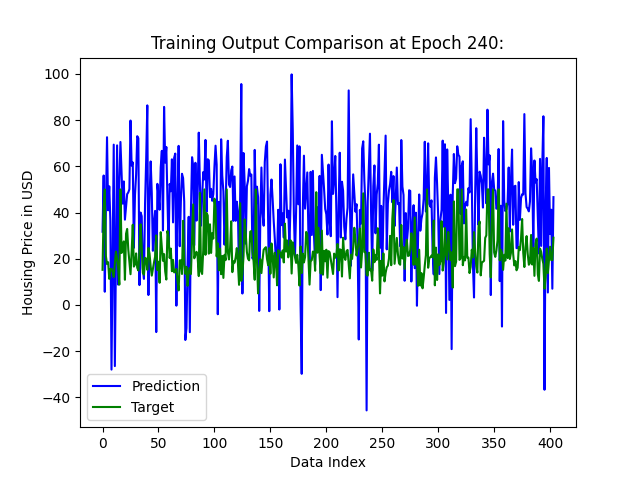 Training Output Comparison at Epoch 240:
100
80
60
40
20
0
−20
−40
Housing Price in USD
Prediction
Target
0 50 100 150 200 250 300 350 400
Data Index